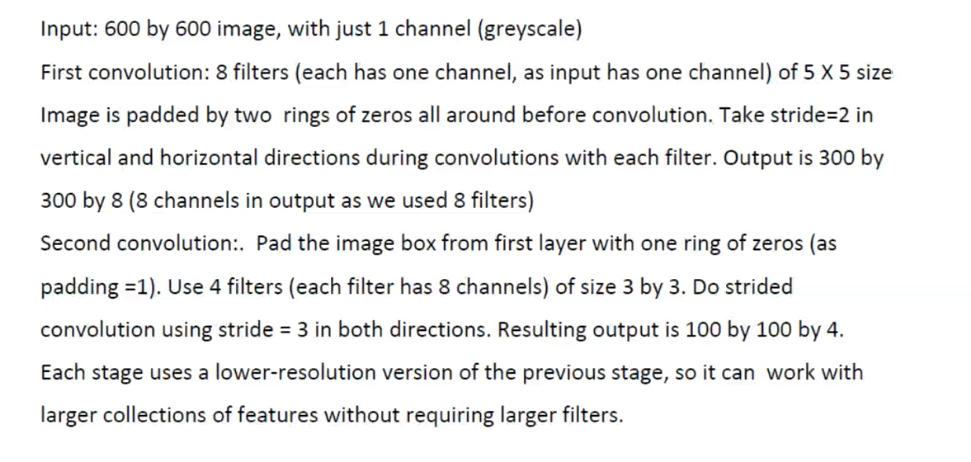 Input: 600 by 600 image, with just 1 channel (greyscale)
First convolution: 8 filters (each has one channel, as input has one channel) of 5 X 5 size
Image is padded by two  rings of zeros all around before convolution. Take stride=2 in
vertical and horizontal directions during convolutions with each filter. Output is 300 by
300 by 8 (8 channels in output as we used 8 filters)
Second convolution:.  Pad the image box from first layer with one ring of zeros (as
padding =1). Use 4 filters (each filter has 8 channels) of size 3 by 3. Do strided
convolution using stride = 3 in both directions. Resulting output is 100 by 100 by 4.
Each stage uses a lower-resolution version of the previous stage, so it can  work with
larger collections of features without requiring larger filters.